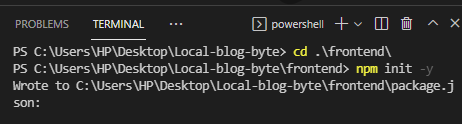 PROBLEMS TERMINAL ... powershell
PS C:\Users\HP\Desktop\Local-blog-byte> cd .\frontend\
PS C:\Users\HP\Desktop\Local-blog-byte\frontend> npm init -y
Wrote to C:\Users\HP\Desktop\Local-blog-byte\frontend\package.j
son: